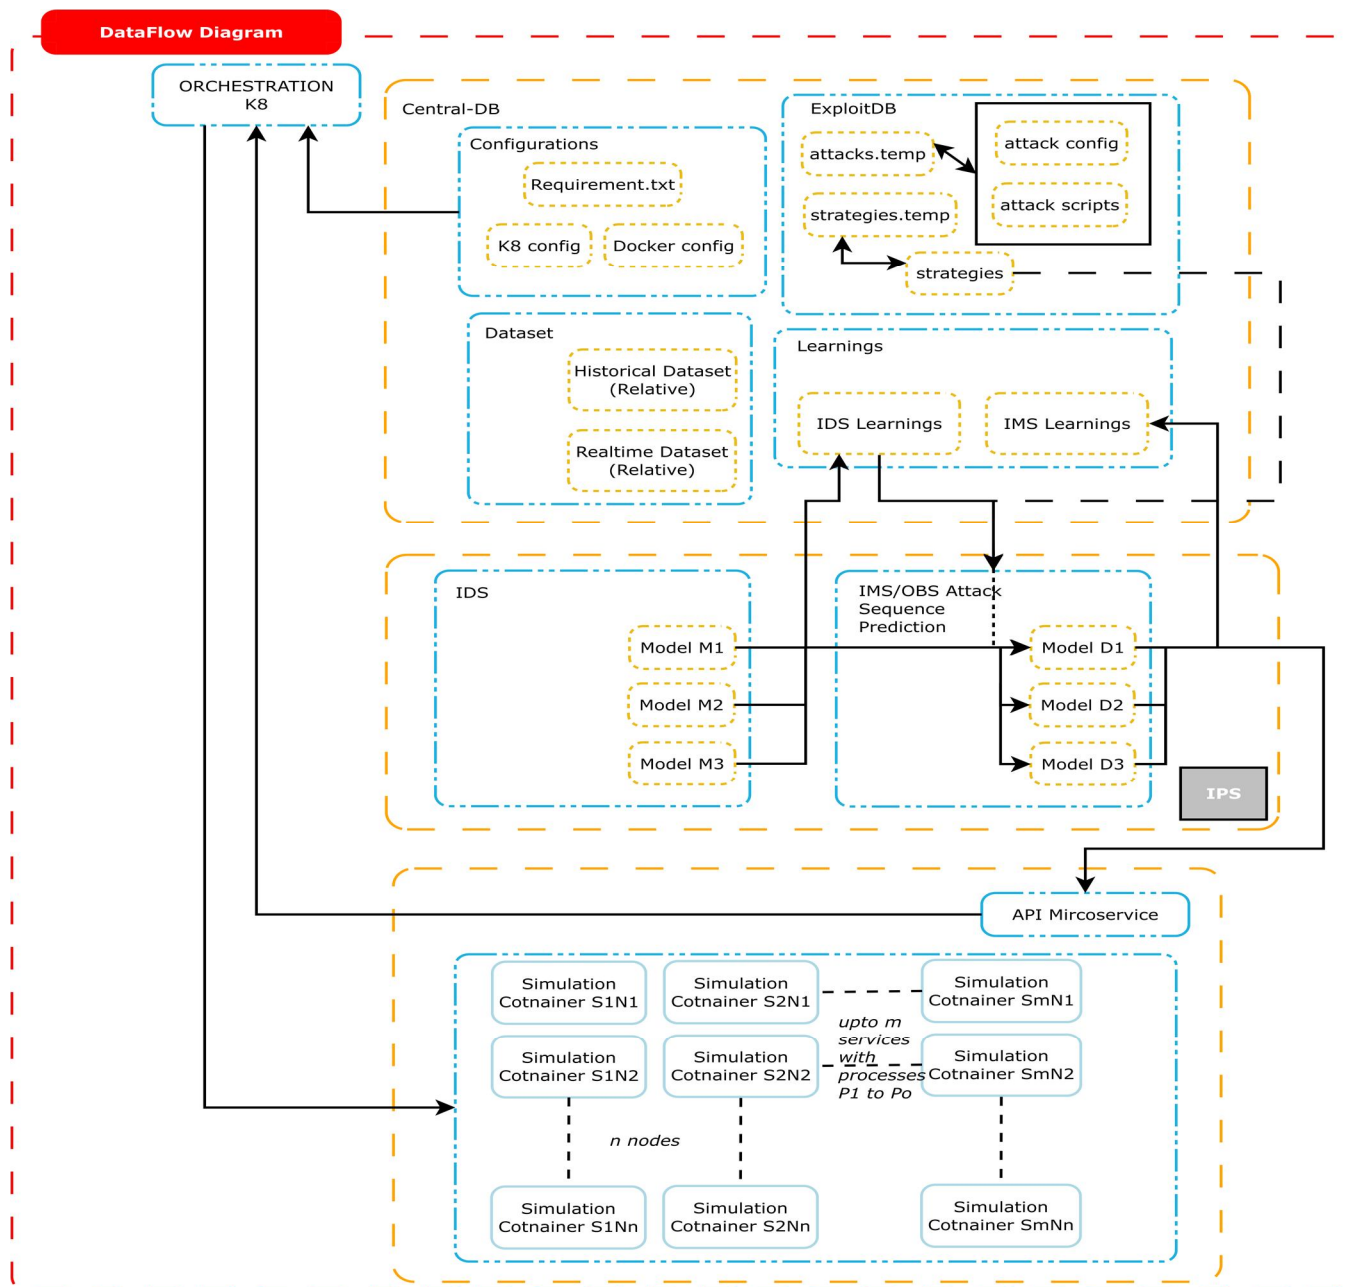 DataFlow Diagram
ORCHESTRATION
K8
Central-DB
Configurations
Requirement.txt
K8 config
Docker config
ExploitDB
attacks.temp
attack config
attack scripts
strategies.temp
strategies
Dataset
Historical Dataset
(Relative)
Realtime Dataset
(Relative)
Learnings
IDS Learnings
IMS Learnings
IDS
Model M1
Model M2
Model M3
IMS/OBS Attack
Sequence
Prediction
Model D1
Model D2
Model D3
IPS
API Mircoservice
Simulation
Cotnainer S1N1
Simulation
Cotnainer S2N1
Simulation
Cotnainer SmN1
upto m
services
with
processes
P1 to Po
Simulation
Cotnainer S1N2
Simulation
Cotnainer S2N2
Simulation
Cotnainer SmN2
n nodes
Simulation
Cotnainer S1Nn
Simulation
Cotnainer S2Nn
Simulation
Cotnainer SmNn